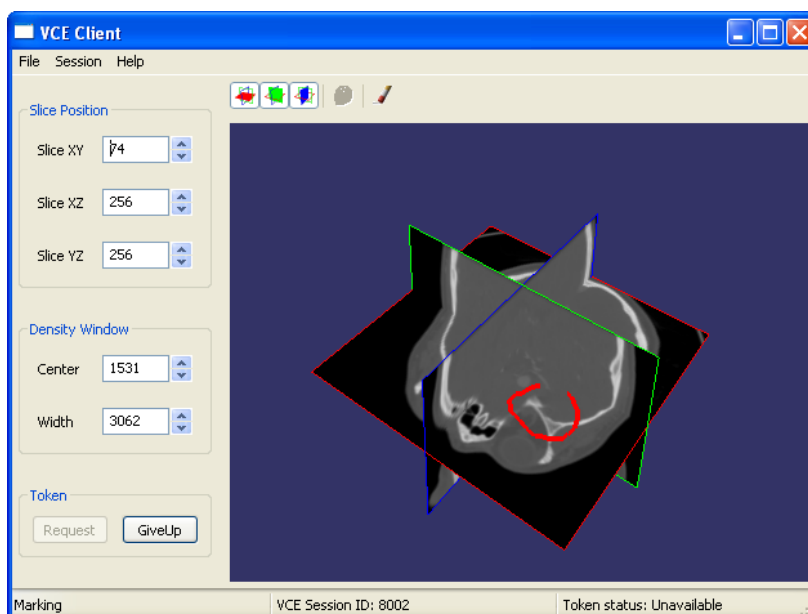 VCE Client
File Session Help
Slice Position
Slice XY 74
Slice XZ 256
Slice YZ 256
Density Window
Center 1531
Width 3062
Token
Request GiveUp
Marking VCE Session ID: 8002 Token status: Unavailable